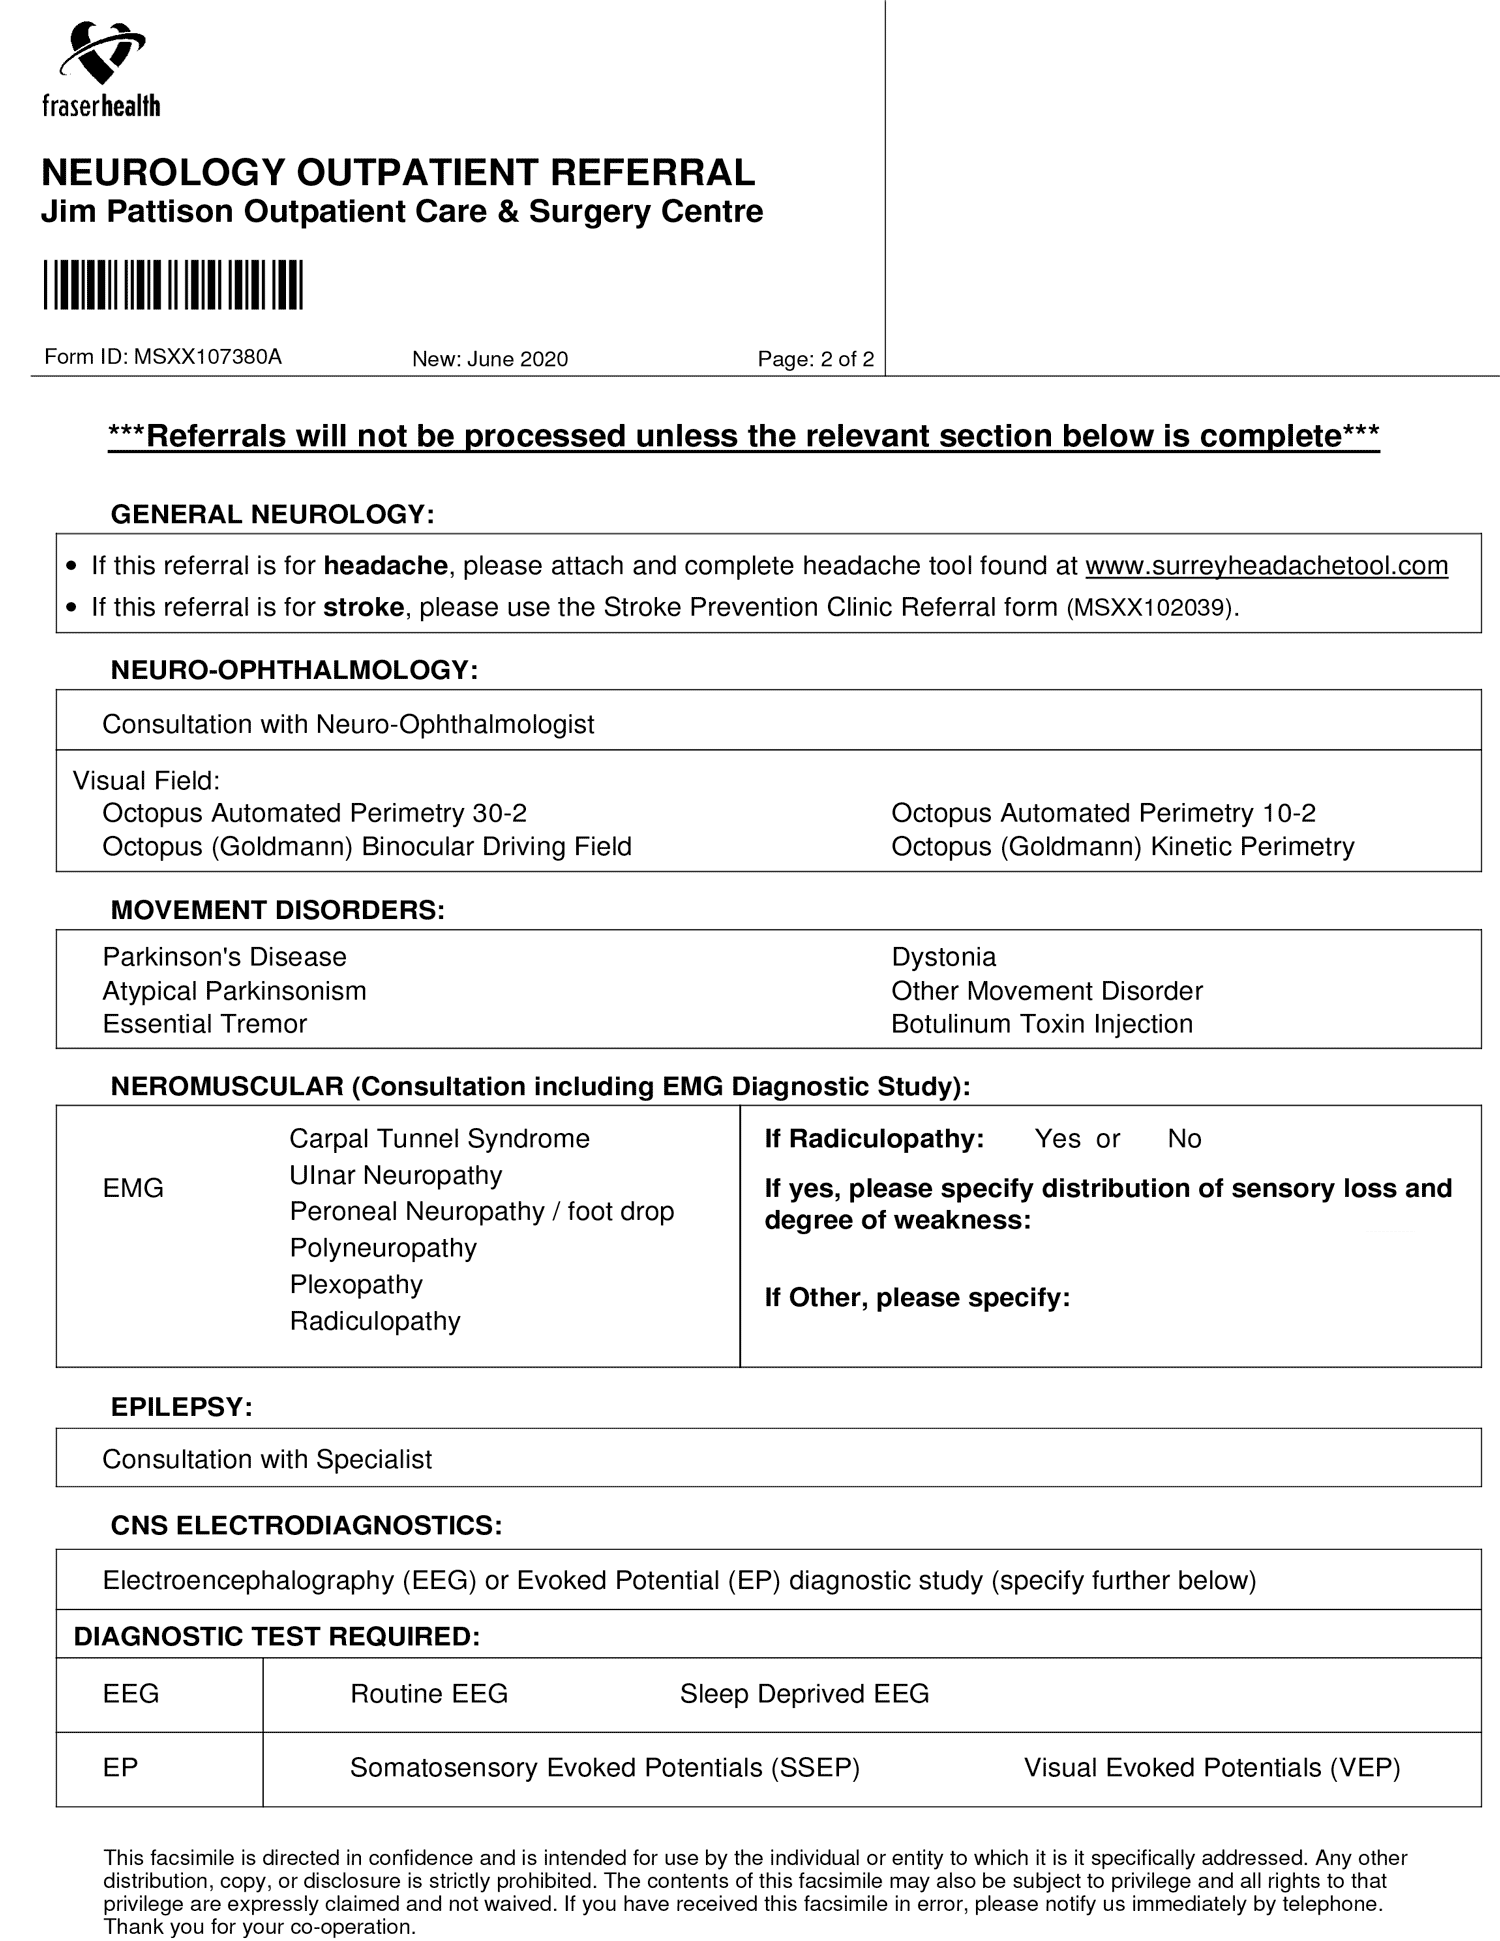 fraserhealth
NEUROLOGY OUTPATIENT REFERRAL
Jim Pattison Outpatient Care & Surgery Centre
Form ID: MSXX107380A New: June 2020 Page: 2 of 2
***Referrals will not be processed unless the relevant section below is complete***
GENERAL NEUROLOGY:
• If this referral is for headache, please attach and complete headache tool found at www.surreyheadachetool.com
• If this referral is for stroke, please use the Stroke Prevention Clinic Referral form (MSXX102039).
NEURO-OPHTHALMOLOGY:
Consultation with Neuro-Ophthalmologist
Visual Field:
Octopus Automated Perimetry 30-2 Octopus Automated Perimetry 10-2
Octopus (Goldmann) Binocular Driving Field Octopus (Goldmann) Kinetic Perimetry
MOVEMENT DISORDERS:
Parkinson's Disease Dystonia
Atypical Parkinsonism Other Movement Disorder
Essential Tremor Botulinum Toxin Injection
NEROMUSCULAR (Consultation including EMG Diagnostic Study):
EMG
Carpal Tunnel Syndrome
Ulnar Neuropathy
Peroneal Neuropathy / foot drop
Polyneuropathy
Plexopathy
Radiculopathy
If Radiculopathy: Yes or No
If yes, please specify distribution of sensory loss and
degree of weakness:
If Other, please specify:
EPILEPSY:
Consultation with Specialist
CNS ELECTRODIAGNOSTICS:
Electroencephalography (EEG) or Evoked Potential (EP) diagnostic study (specify further below)
DIAGNOSTIC TEST REQUIRED:
EEG Routine EEG Sleep Deprived EEG
EP Somatosensory Evoked Potentials (SSEP) Visual Evoked Potentials (VEP)
This facsimile is directed in confidence and is intended for use by the individual or entity to which it is it specifically addressed. Any other
distribution, copy, or disclosure is strictly prohibited. The contents of this facsimile may also be subject to privilege and all rights to that
privilege are expressly claimed and not waived. If you have received this facsimile in error, please notify us immediately by telephone.
Thank you for your co-operation.